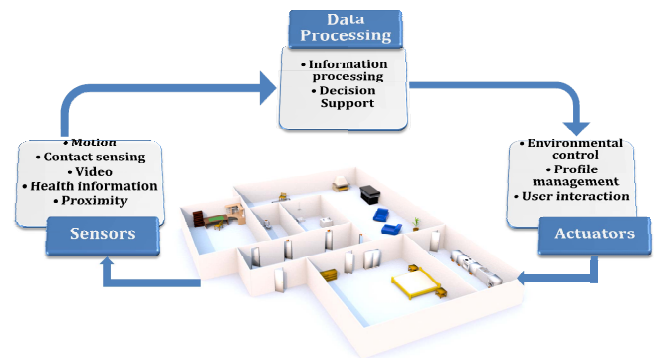 Data
Processing
• Information
processing
• Decision
Support
• Motion
• Contact sensing
• Video
• Health information
• Proximity
Sensors
• Environmental
control
• Profile
management
• User interaction
Actuators